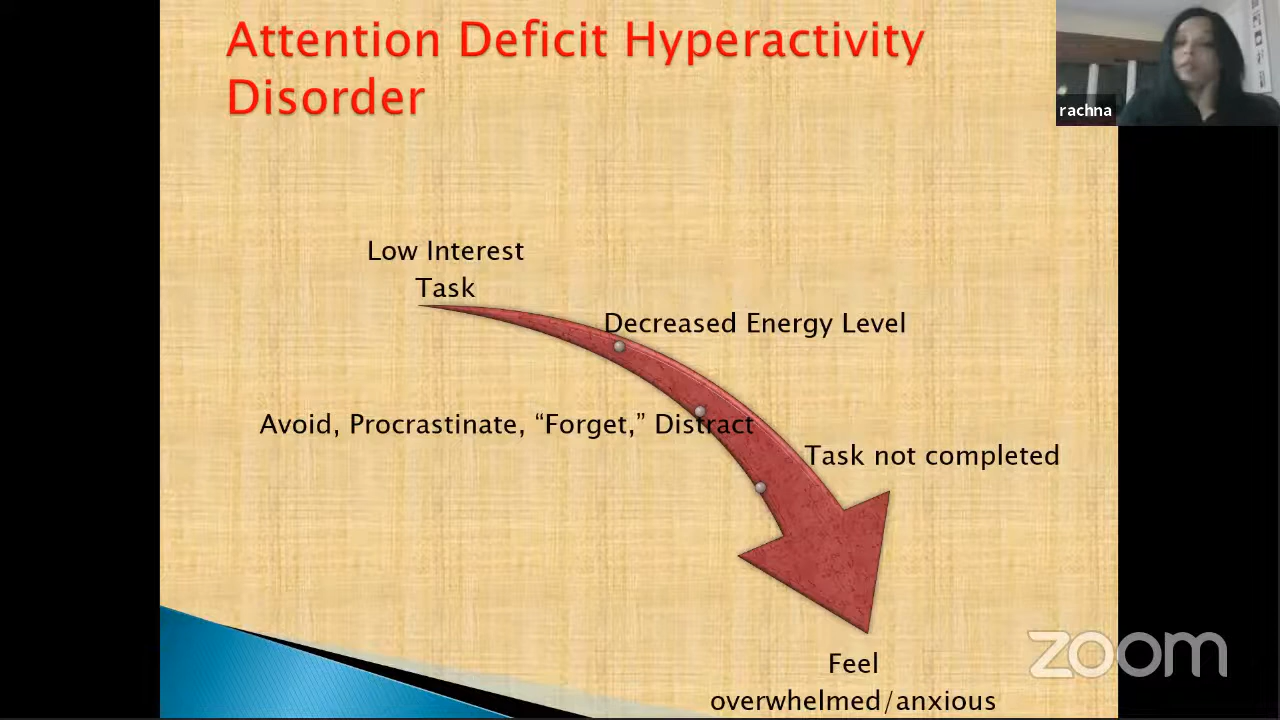 Attention Deficit Hyperactivity
Disorder
rachna
Low Interest
Task
Decreased Energy Level
Avoid, Procrastinate, “Forget,” Distract
Task not completed
Feel
overwhelmed/anxious
zoom